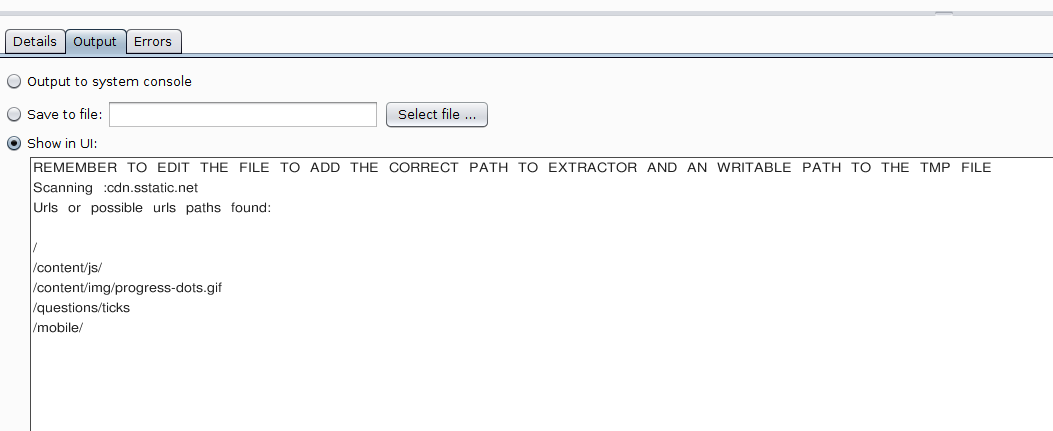 Details Output Errors
Output to system console
Save to file: Select file ...
Show in UI:
REMEMBER TO EDIT THE FILE TO ADD THE CORRECT PATH TO EXTRACTOR AND AN WRITABLE PATH TO THE TMP FILE
Scanning :cdn.sstatic.net
Urls or possible urls paths found:
/
/content/js/
/content/img/progress-dots.gif
/questions/ticks
/mobile/